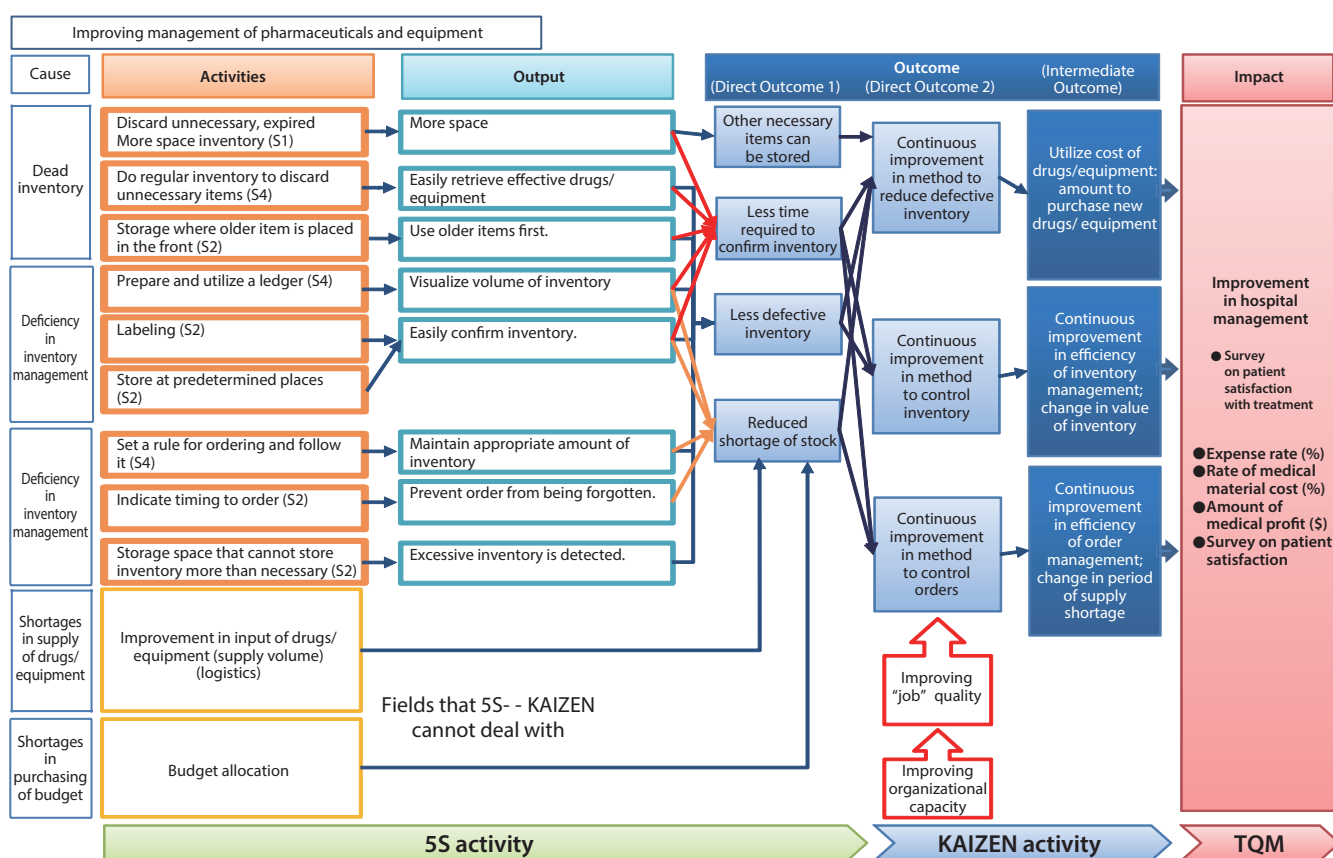 Improving management of pharmaceuticals and equipment
Cause
Activities
Output
Outcome
(Direct Outcome 1)
(Direct Outcome 2)
(Intermediate
Outcome)
Impact
Dead
inventory
Discard unnecessary, expired
More space inventory (S1)
More space
Do regular inventory to discard
unnecessary items (S4)
Easily retrieve effective drugs/
equipment
Storage where older item is placed
in the front (S2)
Use older items first.
Deficiency
in
inventory
management
Prepare and utilize a ledger (S4)
Visualize volume of inventory
Labeling (S2)
Easily confirm inventory.
Store at predetermined places
(S2)
Deficiency
in
inventory
management
Set a rule for ordering and follow
it (S4)
Maintain appropriate amount of
inventory
Indicate timing to order (S2)
Prevent order from being forgotten.
Storage space that cannot store
inventory more than necessary (S2)
Excessive inventory is detected.
Shortages
in supply
of drugs/
equipment
Improvement in input of drugs/
equipment (supply volume)
(logistics)
Shortages
in
purchasing
of budget
Budget allocation
Fields that 5S- - KAIZEN
cannot deal with
Other necessary
items can
be stored
Less time
required to
confirm inventory
Less defective
inventory
Reduced
shortage of stock
Continuous
improvement
in method to
reduce defective
inventory
Continuous
improvement
in method
to control
inventory
Continuous
improvement
in method
to control
orders
Improving
"job" quality
Improving
organizational
capacity
Utilize cost of
drugs/equipment:
amount to
purchase new
drugs/ equipment
Continuous
improvement
in efficiency
of inventory
management;
change in value
of inventory
Continuous
improvement
in efficiency
of order
management;
change in period
of supply
shortage
Improvement
in hospital
management
● Survey
on patient
satisfaction
with treatment
●Expense rate (%)
●Rate of medical
material cost (%)
●Amount of
medical profit ($)
●Survey on patient
satisfaction
5S activity
KAIZEN activity
TQM